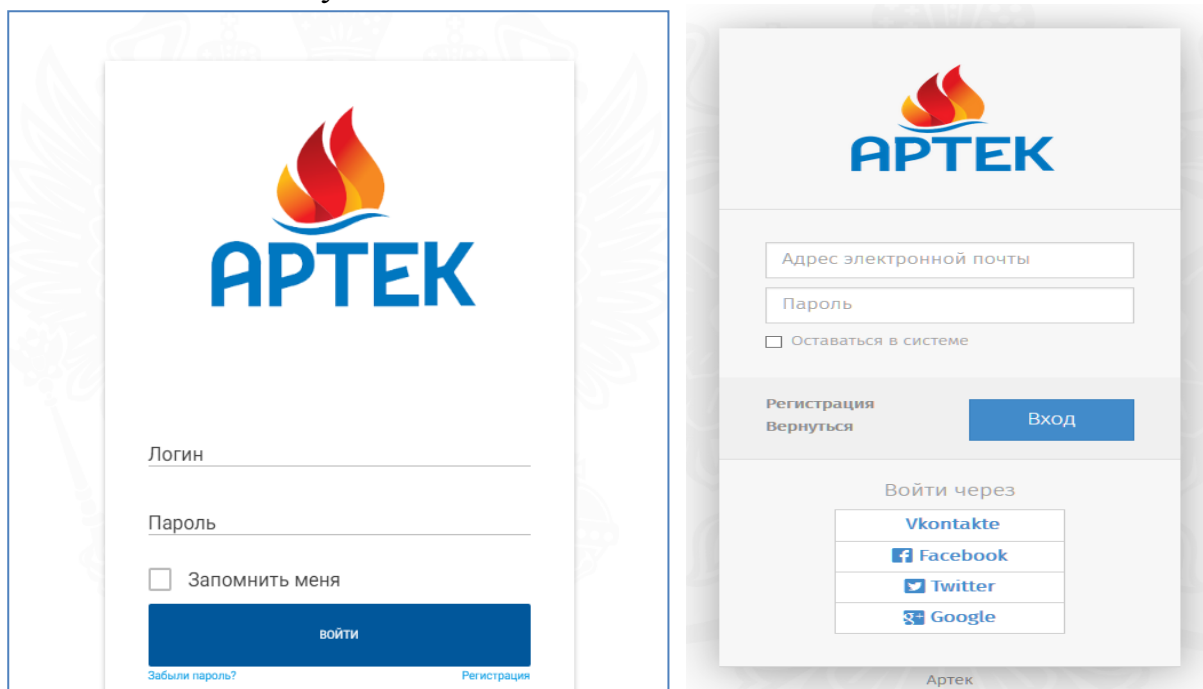 АРТЕК
Логин
Пароль
Запомнить меня
ВОЙТИ
Забыли пароль?
Регистрация
АРТЕК
Адрес электронной почты
Пароль
Оставаться в системе
Регистрация
Вернуться
Вход
Войти через
Vkontakte
Facebook
Twitter
Google
Артек